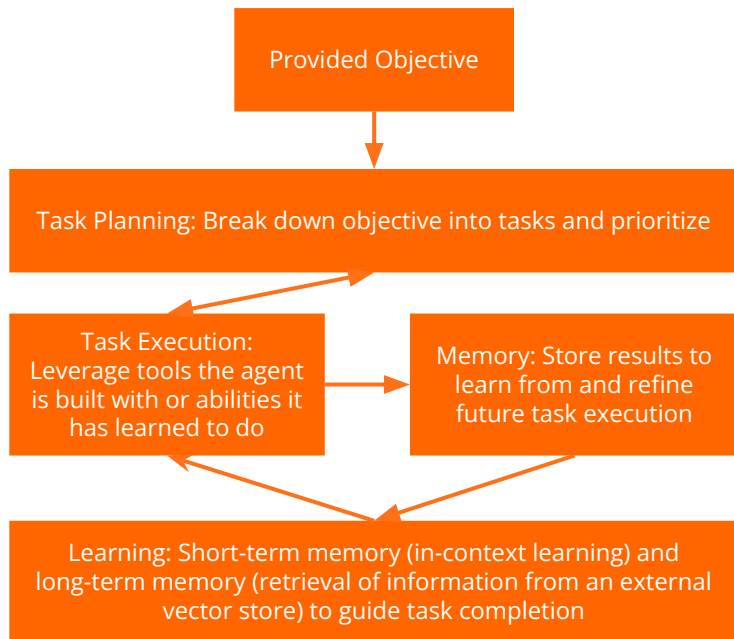 Provided Objective
Task Planning: Break down objective into tasks and prioritize
Task Execution:
Leverage tools the agent
is built with or abilities it
has learned to do
Memory: Store results to
learn from and refine
future task execution
Learning: Short-term memory (in-context learning) and
long-term memory (retrieval of information from an external
vector store) to guide task completion